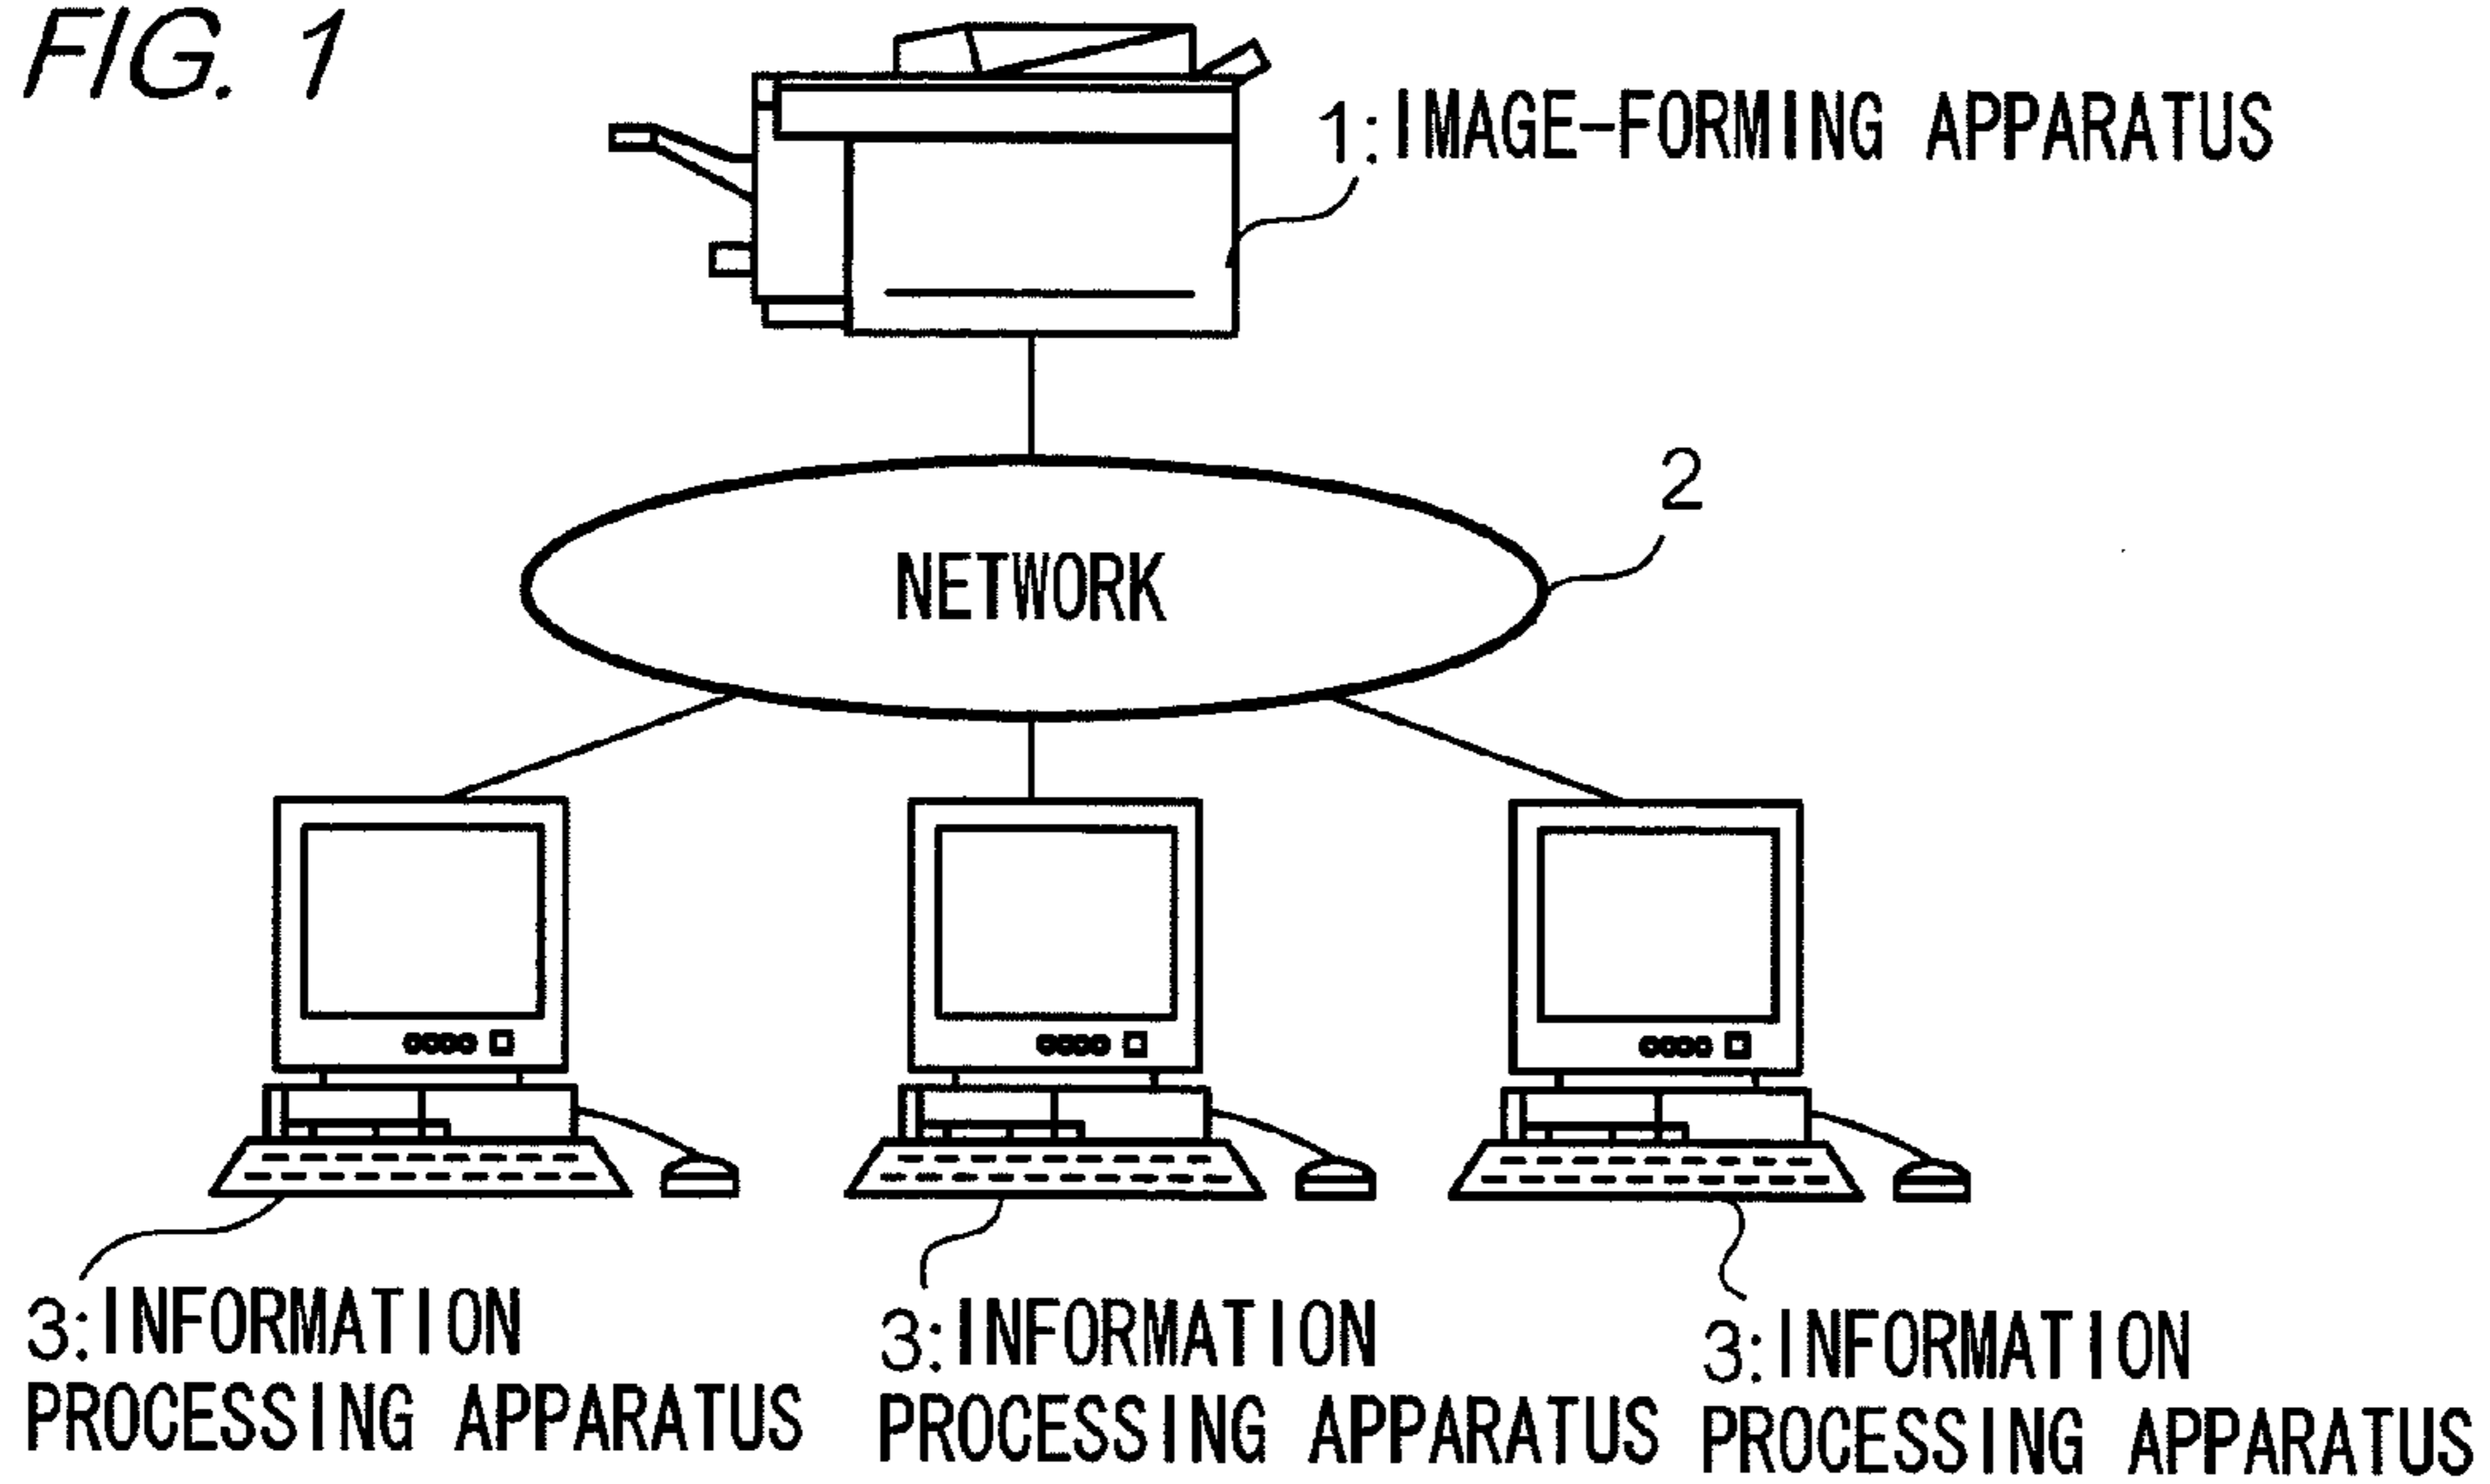 FIG. 1
1: IMAGE-FORMING APPARATUS
2
NETWORK
3: INFORMATION
PROCESSING APPARATUS
3: INFORMATION
PROCESSING APPARATUS
3: INFORMATION
PROCESSING APPARATUS